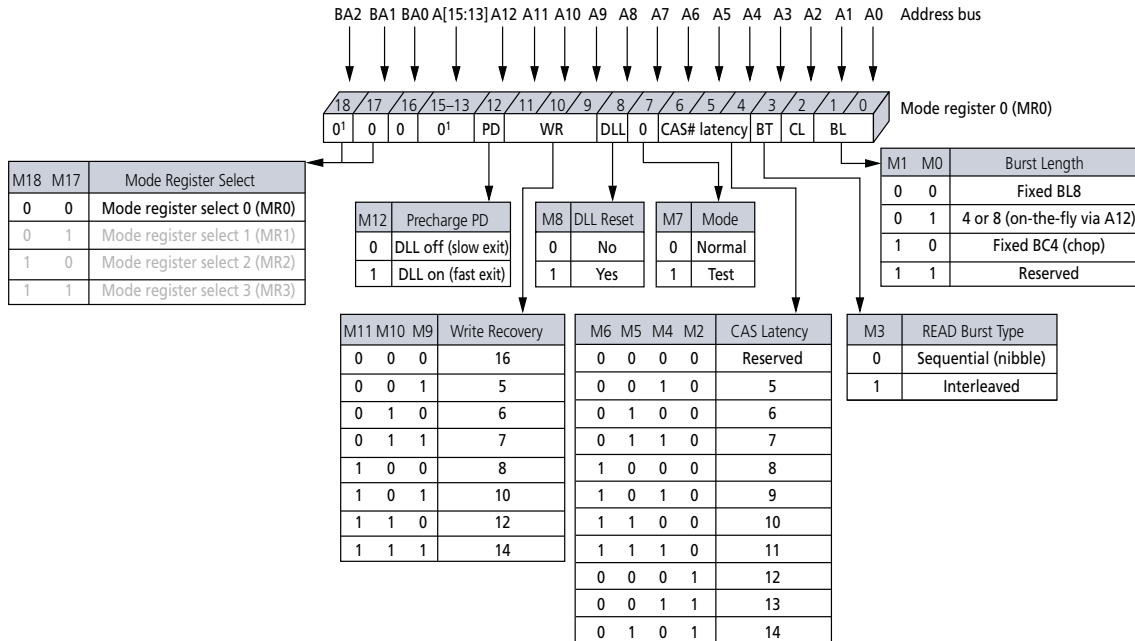 BA2 BA1 BA0 A[15:13] A12 A11 A10 A9 A8 A7 A6 A5 A4 A3 A2 A1 A0 Address bus
18 17 16 15–13 12 11 10 9 8 7 6 5 4 3 2 1 0 Mode register 0 (MR0)
0¹ 0 0 0¹ PD WR DLL 0 CAS# latency BT CL BL
M18 M17 Mode Register Select
0 0 Mode register select 0 (MR0)
0 1 Mode register select 1 (MR1)
1 0 Mode register select 2 (MR2)
1 1 Mode register select 3 (MR3)
M12 Precharge PD
0 DLL off (slow exit)
1 DLL on (fast exit)
M8 DLL Reset
0 No
1 Yes
M7 Mode
0 Normal
1 Test
M1 M0 Burst Length
0 0 Fixed BL8
0 1 4 or 8 (on-the-fly via A12)
1 0 Fixed BC4 (chop)
1 1 Reserved
M11 M10 M9 Write Recovery
0 0 0 16
0 0 1 5
0 1 0 6
0 1 1 7
1 0 0 8
1 0 1 10
1 1 0 12
1 1 1 14
M6 M5 M4 M2 CAS Latency
0 0 0 0 Reserved
0 0 1 0 5
0 1 0 0 6
0 1 1 0 7
1 0 0 0 8
1 0 1 0 9
1 1 0 0 10
1 1 1 0 11
0 0 0 1 12
0 0 1 1 13
0 1 0 1 14
M3 READ Burst Type
0 Sequential (nibble)
1 Interleaved